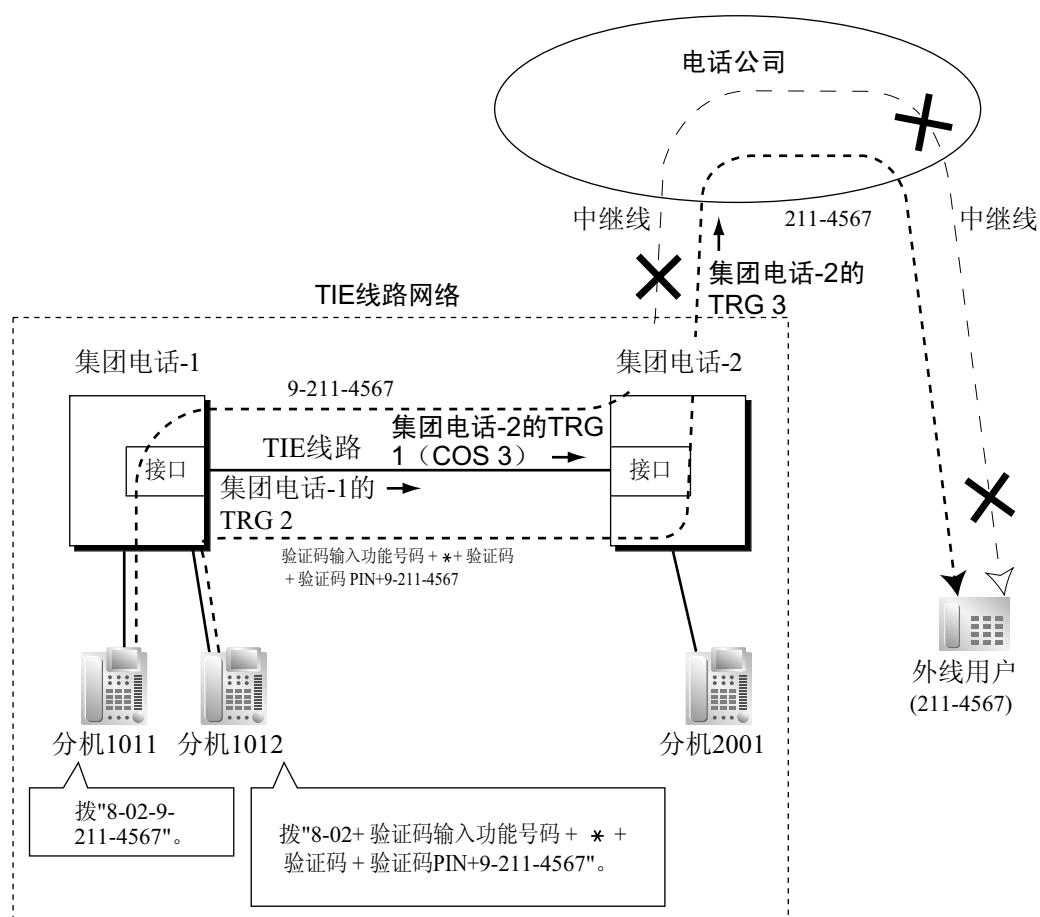 电话公司
中继线
211-4567
中继线
集团电话-2的
TRG 3
TIE线路网络
集团电话-1
集团电话-2
9-211-4567
集团电话-2的TRG
1（COS 3）
TIE线路
接口
接口
集团电话-1的
TRG 2
验证码输入功能号码 + *+ 验证码
+ 验证码 PIN+9-211-4567
外线用户
(211-4567)
分机1011
分机1012
分机2001
拨"8-02-9-
211-4567"。
拨"8-02+ 验证码输入功能号码 + * +
验证码 + 验证码PIN+9-211-4567"。